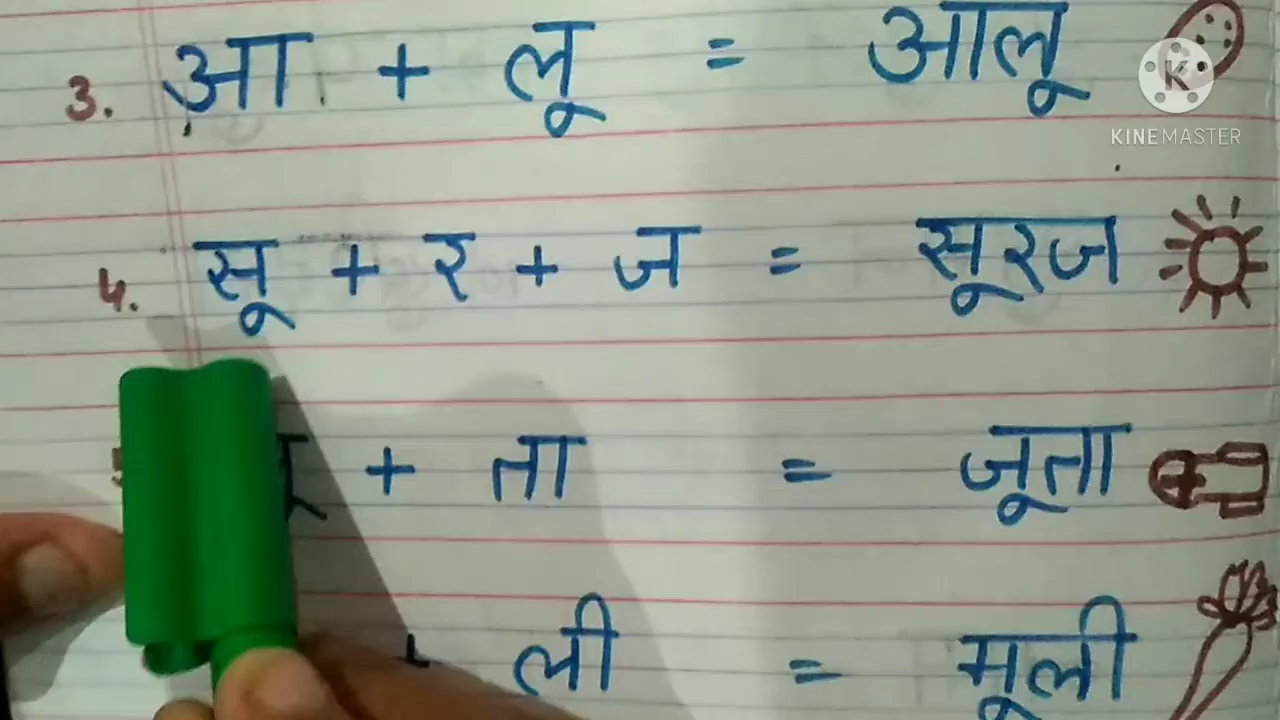 3. आ + लू = आलू
K
KINEMASTER
4. सू + र + ज = सूरज
+ ता = जूता
ली = मूली